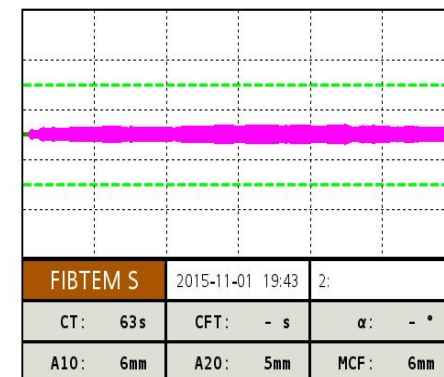 FIBTEM S 2015-11-01 19:43 2:
CT: 63s CFT: - s α: - °
A10: 6mm A20: 5mm MCF: 6mm